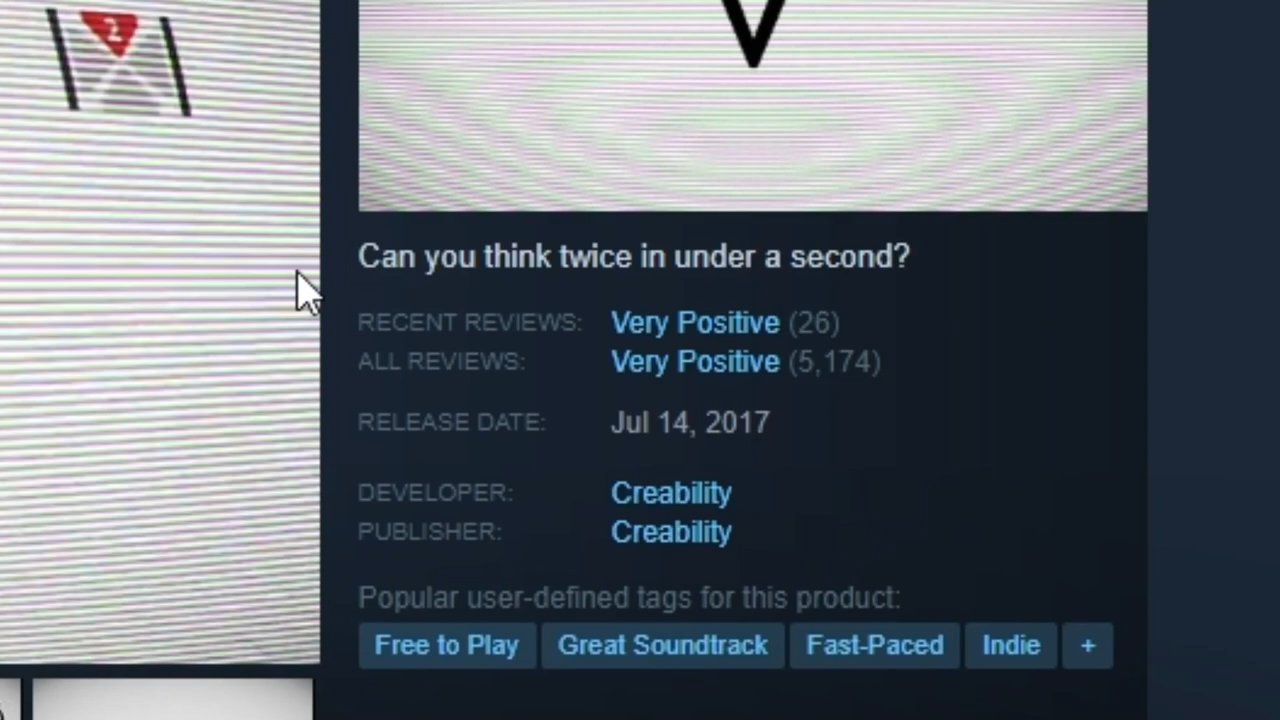 2
V
Can you think twice in under a second?
RECENT REVIEWS: Very Positive (26)
ALL REVIEWS: Very Positive (5,174)
RELEASE DATE: Jul 14, 2017
DEVELOPER: Creability
PUBLISHER: Creability
Popular user-defined tags for this product:
Free to Play Great Soundtrack Fast-Paced Indie +